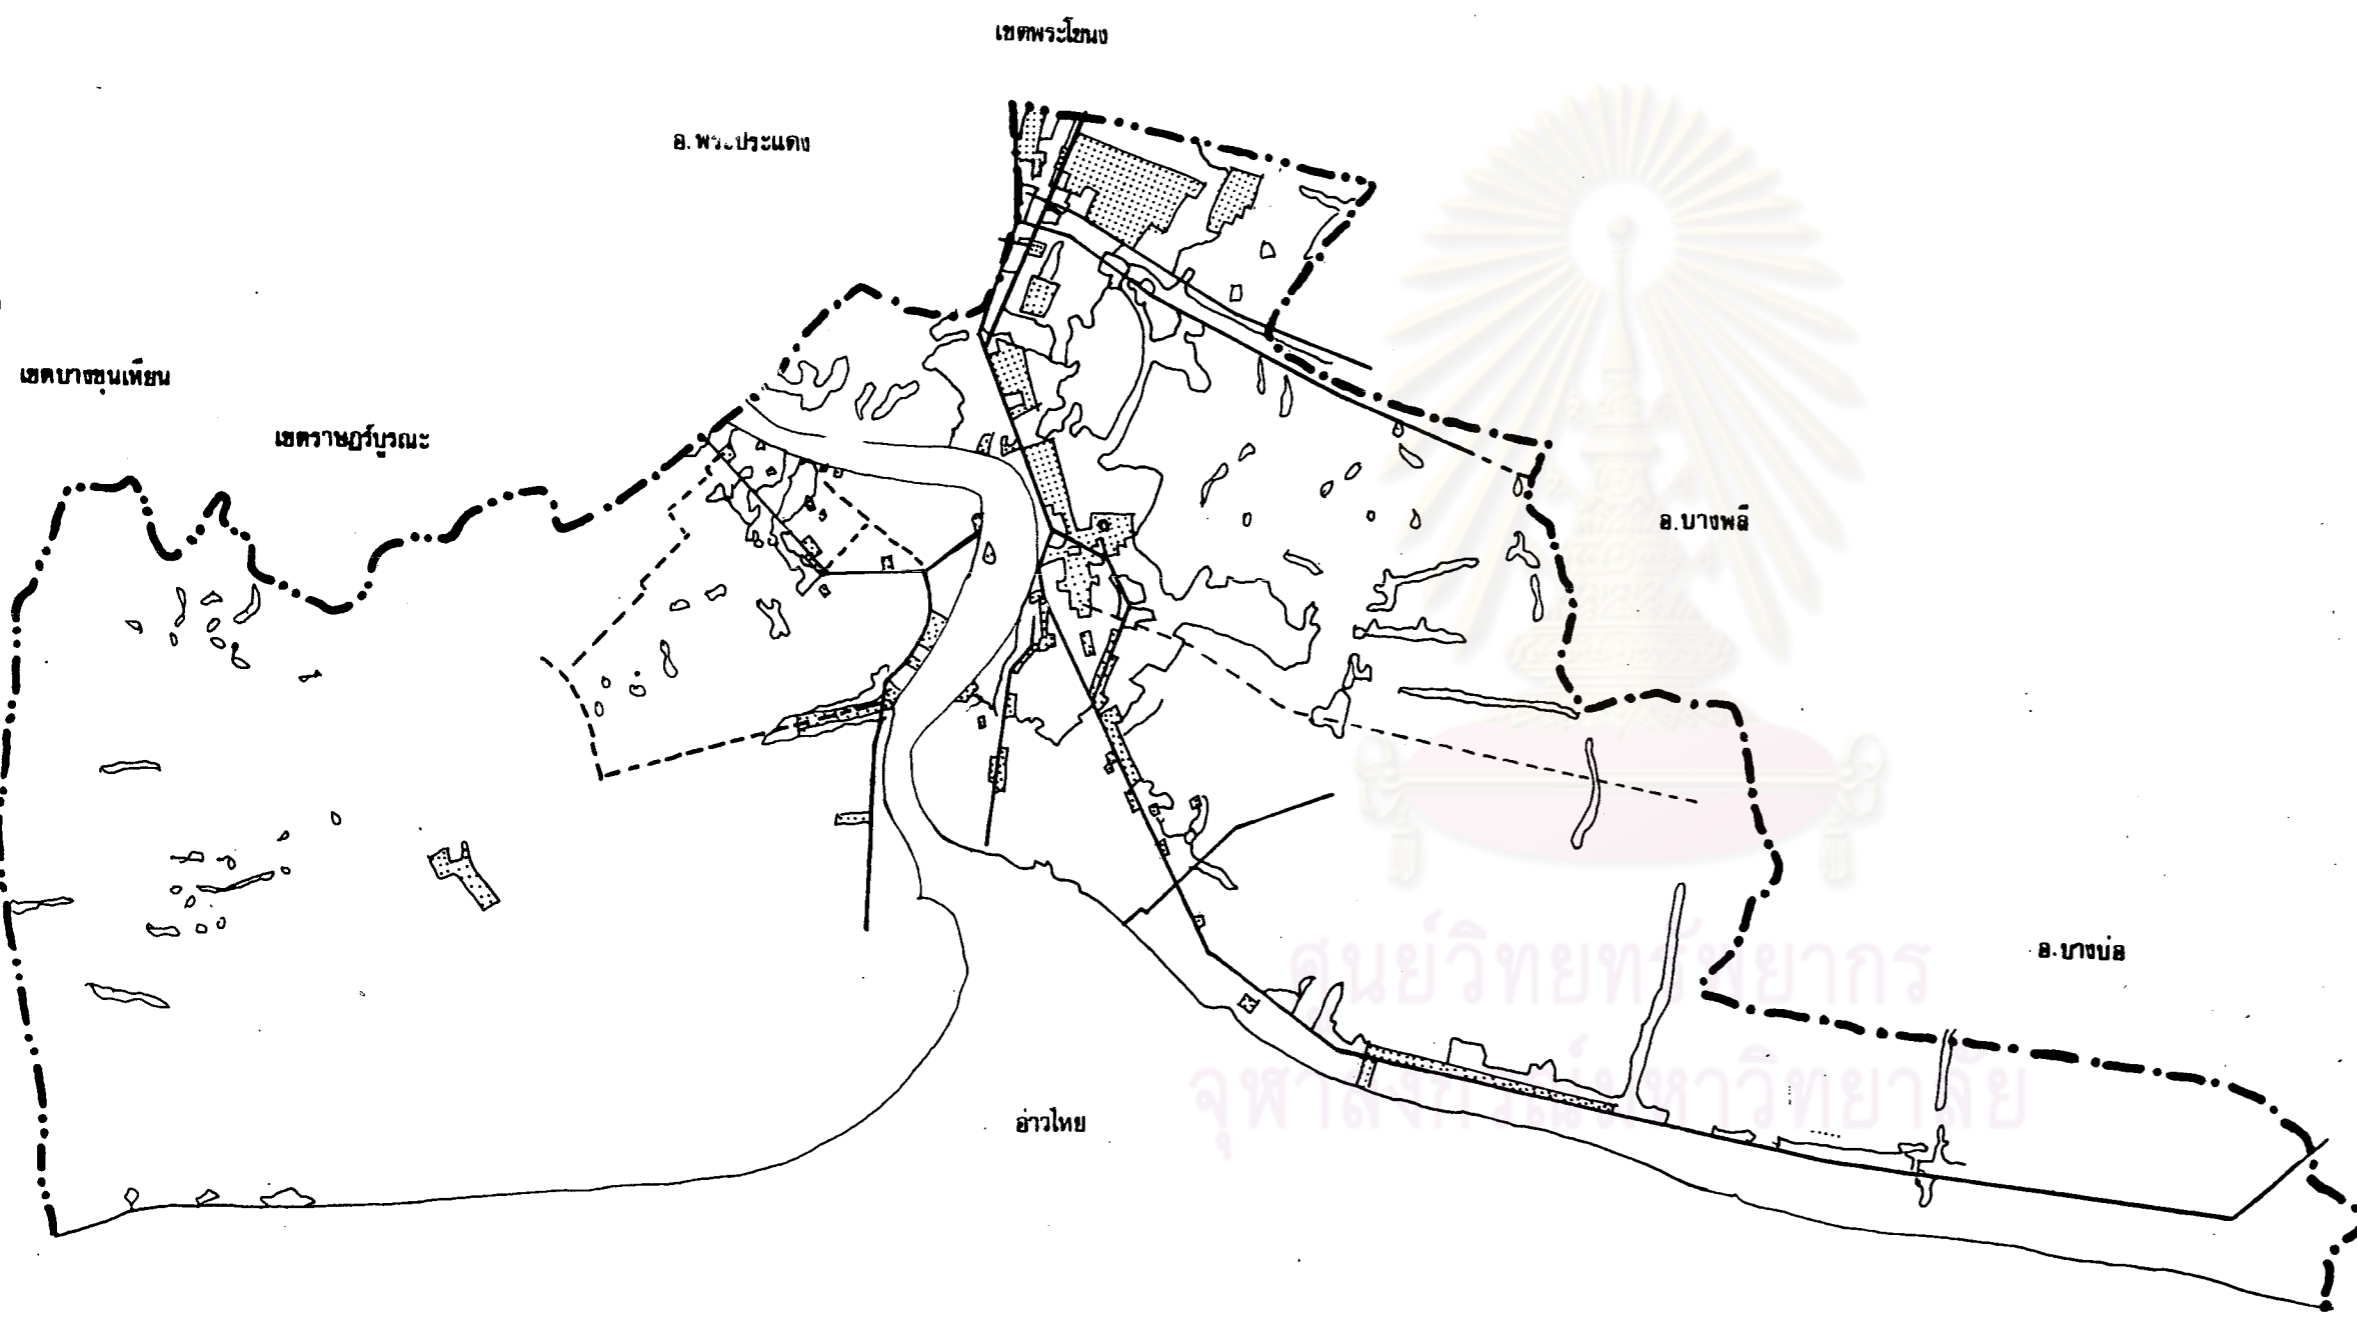 เขตพระโขนง
อ.พระประแดง
เขตบางขุนเทียน
เขตราษฎร์บูรณะ
อ.บางพลี
อ.บางบ่อ
อ่าวไทย
ศูนย์วิทยทรัพยากร
จุฬาลงกรณ์มหาวิทยาลัย